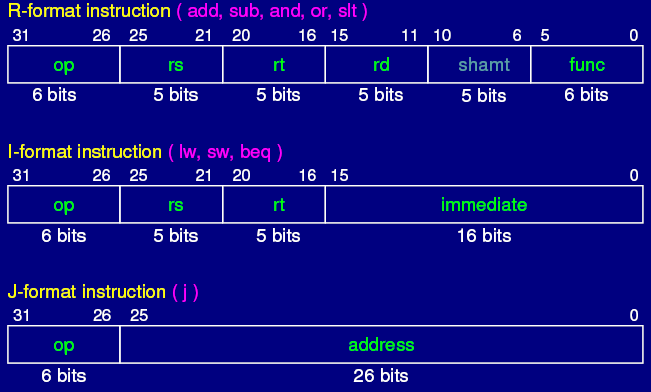 R-format instruction ( add, sub, and, or, slt )
31 26 25 21 20 16 15 11 10 6 5 0
op rs rt rd shamt func
6 bits 5 bits 5 bits 5 bits 5 bits 6 bits
I-format instruction ( lw, sw, beq )
31 26 25 21 20 16 15 0
op rs rt immediate
6 bits 5 bits 5 bits 16 bits
J-format instruction ( j )
31 26 25 0
op address
6 bits 26 bits